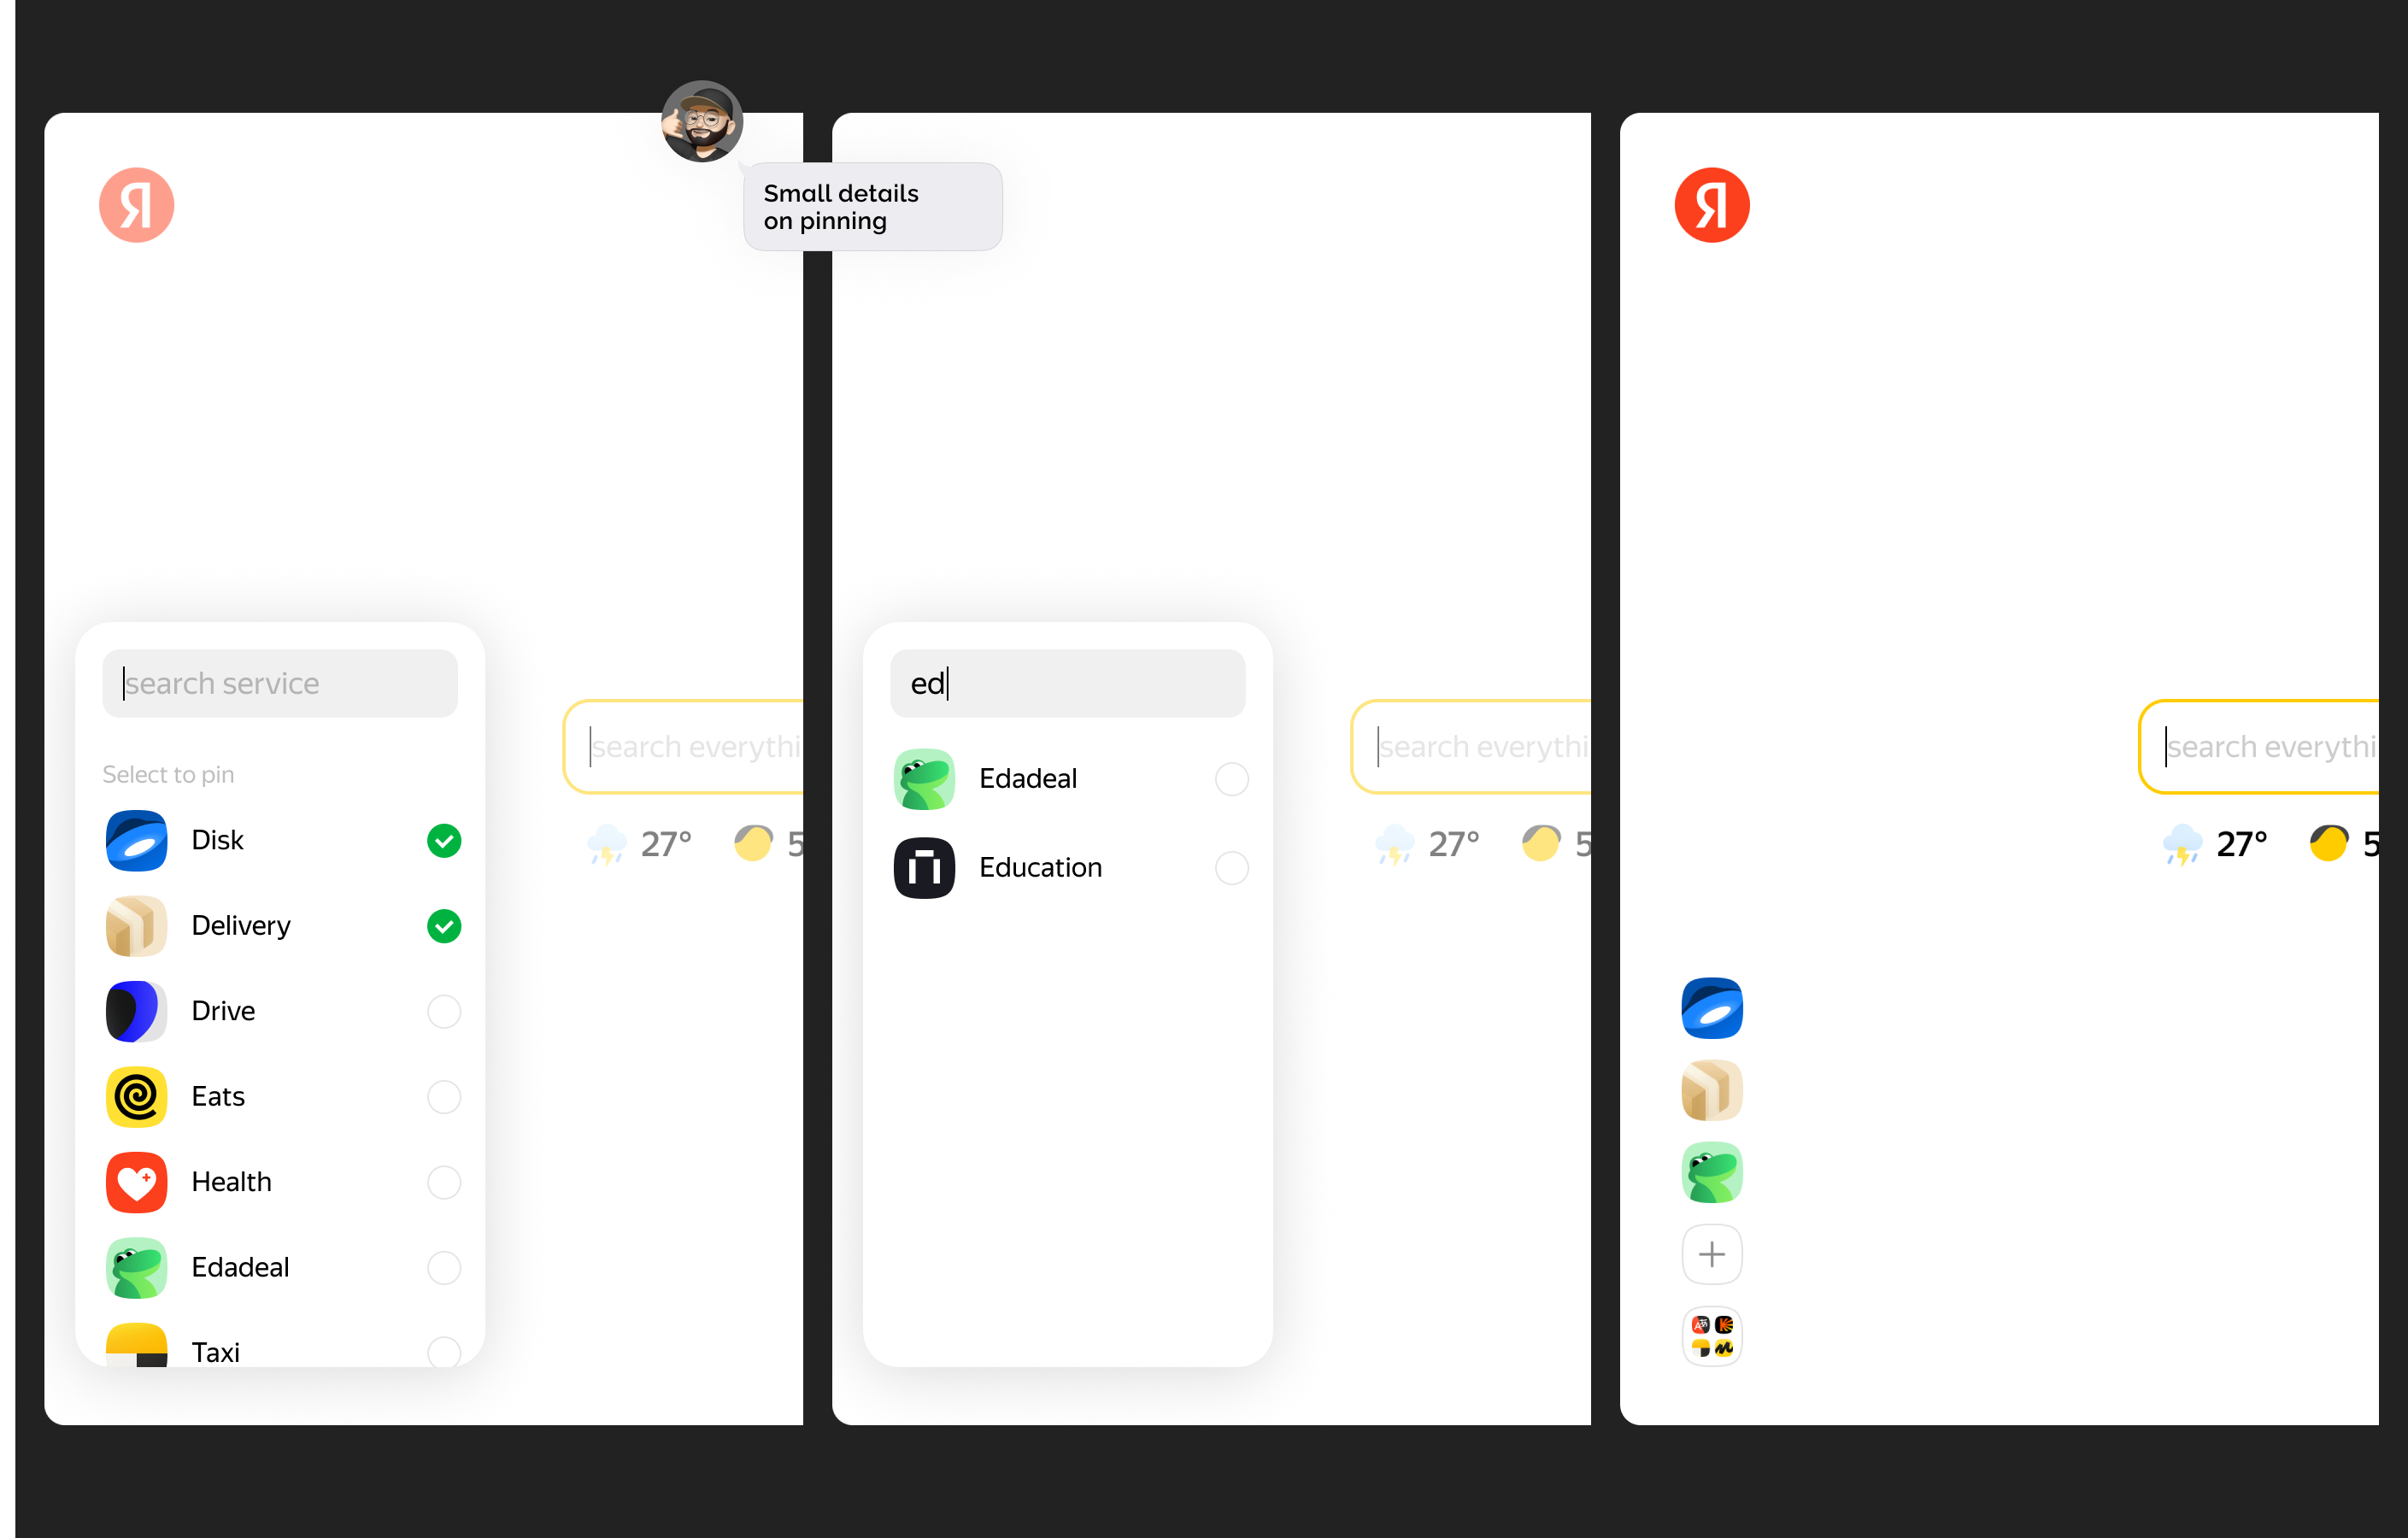 Я
Small details
on pinning
search service
Select to pin
Disk
Delivery
Drive
Eats
Health
Edadeal
Taxi
search everythi
27°
5
ed
Edadeal
Education
search everythi
27°
5
Я
search everythi
27°
5